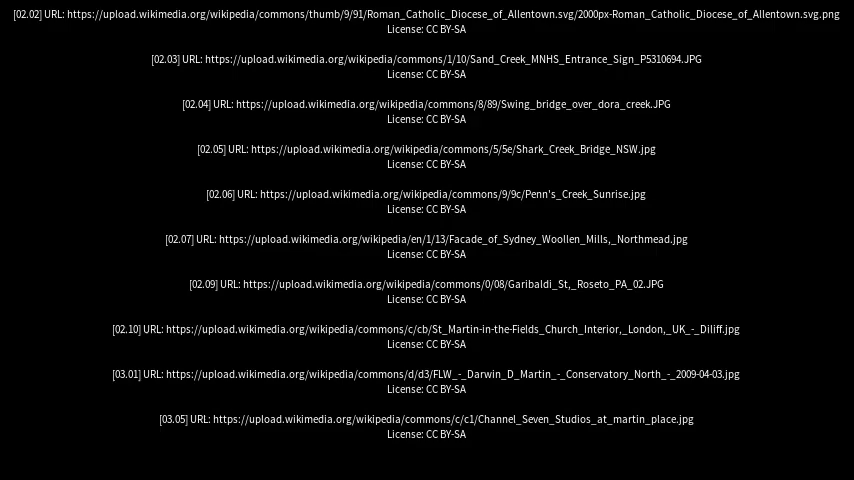 [02.02] URL: https://upload.wikimedia.org/wikipedia/commons/thumb/9/91/Roman_Catholic_Diocese_of_Allentown.svg/2000px-Roman_Catholic_Diocese_of_Allentown.svg.png
License: CC BY-SA
[02.03] URL: https://upload.wikimedia.org/wikipedia/commons/1/10/Sand_Creek_MNHS_Entrance_Sign_P5310694.JPG
License: CC BY-SA
[02.04] URL: https://upload.wikimedia.org/wikipedia/commons/8/89/Swing_bridge_over_dora_creek.JPG
License: CC BY-SA
[02.05] URL: https://upload.wikimedia.org/wikipedia/commons/5/5e/Shark_Creek_Bridge_NSW.jpg
License: CC BY-SA
[02.06] URL: https://upload.wikimedia.org/wikipedia/commons/9/9c/Penn's_Creek_Sunrise.jpg
License: CC BY-SA
[02.07] URL: https://upload.wikimedia.org/wikipedia/en/1/13/Facade_of_Sydney_Woollen_Mills,_Northmead.jpg
License: CC BY-SA
[02.09] URL: https://upload.wikimedia.org/wikipedia/commons/0/08/Garibaldi_St,_Roseto_PA_02.JPG
License: CC BY-SA
[02.10] URL: https://upload.wikimedia.org/wikipedia/commons/c/cb/St_Martin-in-the-Fields_Church_Interior,_London,_UK_-_Diliff.jpg
License: CC BY-SA
[03.01] URL: https://upload.wikimedia.org/wikipedia/commons/d/d3/FLW_-_Darwin_D_Martin_-_Conservatory_North_-_2009-04-03.jpg
License: CC BY-SA
[03.05] URL: https://upload.wikimedia.org/wikipedia/commons/c/c1/Channel_Seven_Studios_at_martin_place.jpg
License: CC BY-SA